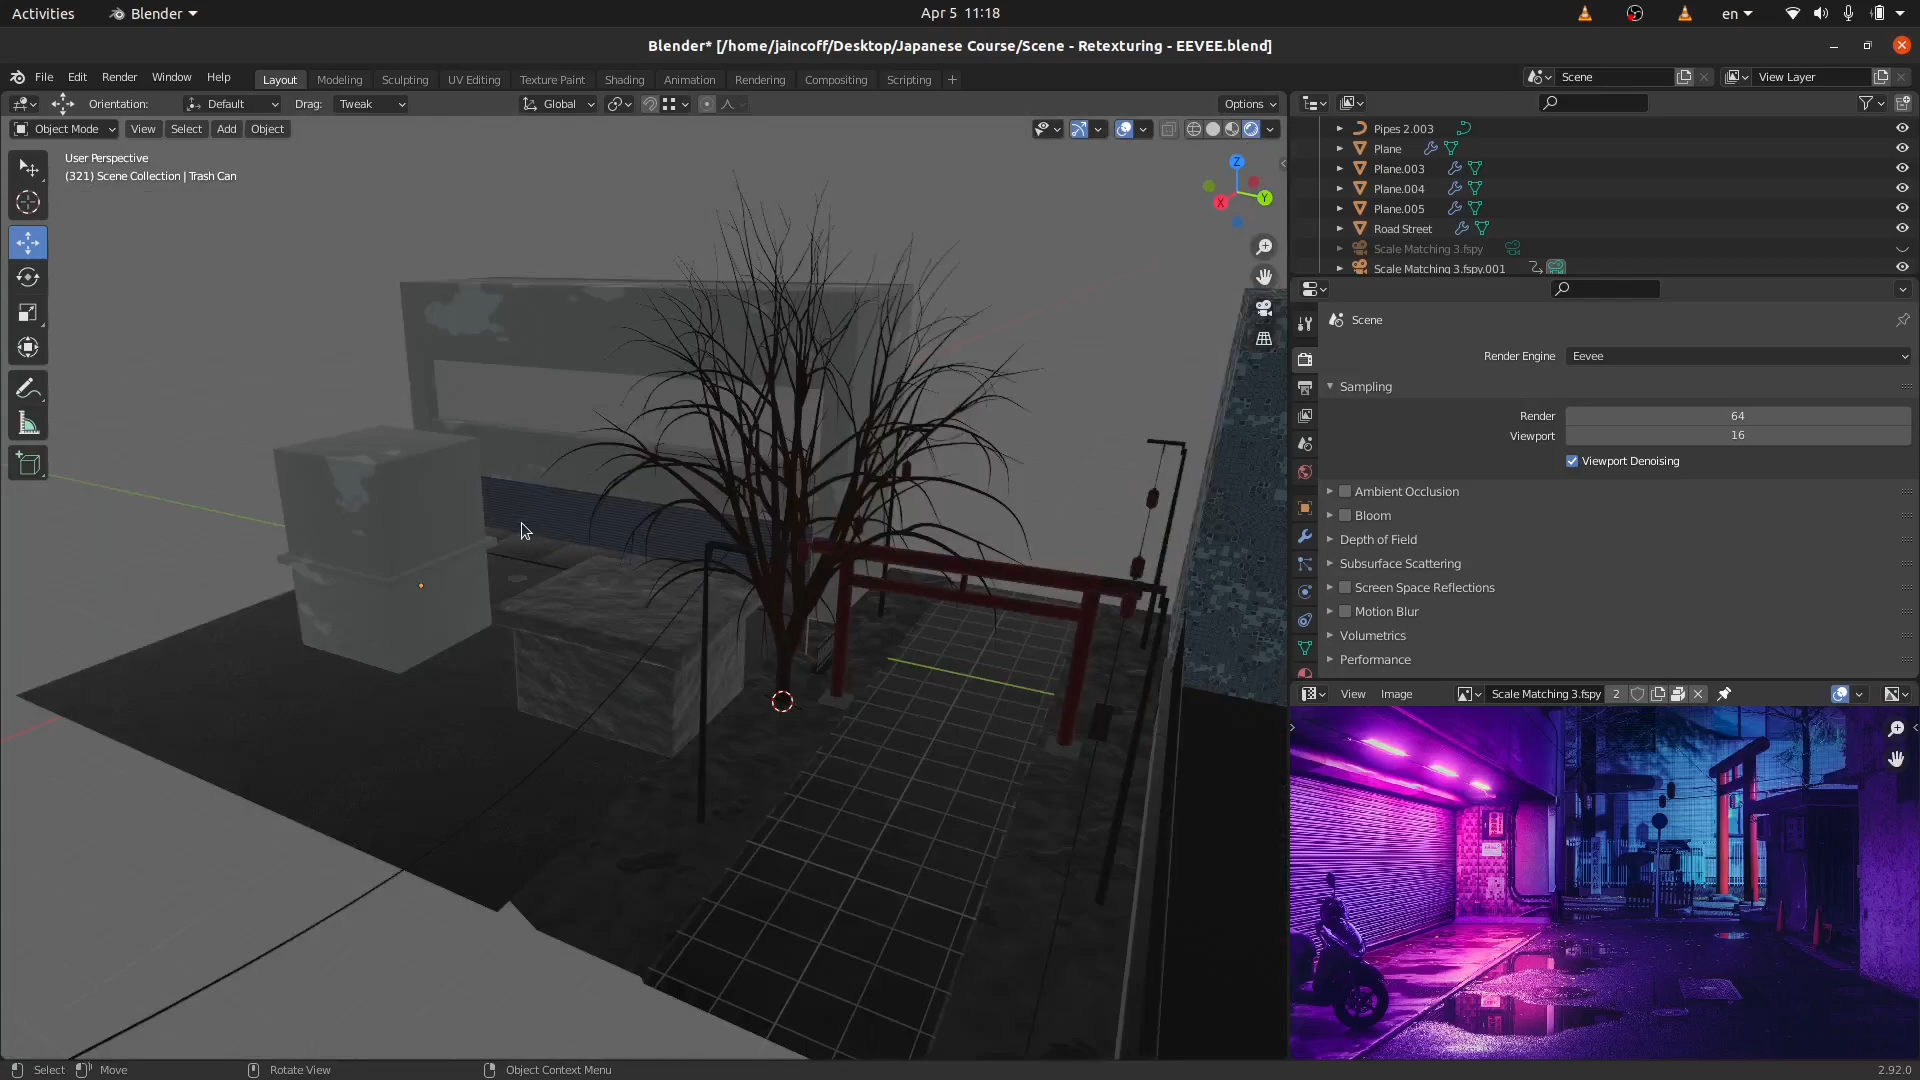 Activities Blender Apr 5 11:18 en
Blender* [/home/jaincoff/Desktop/Japanese Course/Scene - Retexturing - EEVEE.blend]
File Edit Render Window Help Layout Modeling Sculpting UV Editing Texture Paint Shading Animation Rendering Compositing Scripting + Scene View Layer
Orientation: Default Drag: Tweak Global Options
Object Mode View Select Add Object
User Perspective
(321) Scene Collection | Trash Can
Z
X
Y
Pipes 2.003
Plane
Plane.003
Plane.004
Plane.005
Road Street
Scale Matching 3.fspy
Scale Matching 3.fspy.001
Scene
Render Engine Eevee
Sampling
Render 64
Viewport 16
Viewport Denoising
Ambient Occlusion
Bloom
Depth of Field
Subsurface Scattering
Screen Space Reflections
Motion Blur
Volumetrics
Performance
View Image Scale Matching 3.fspy 2
Select Move Rotate View Object Context Menu 2.92.0